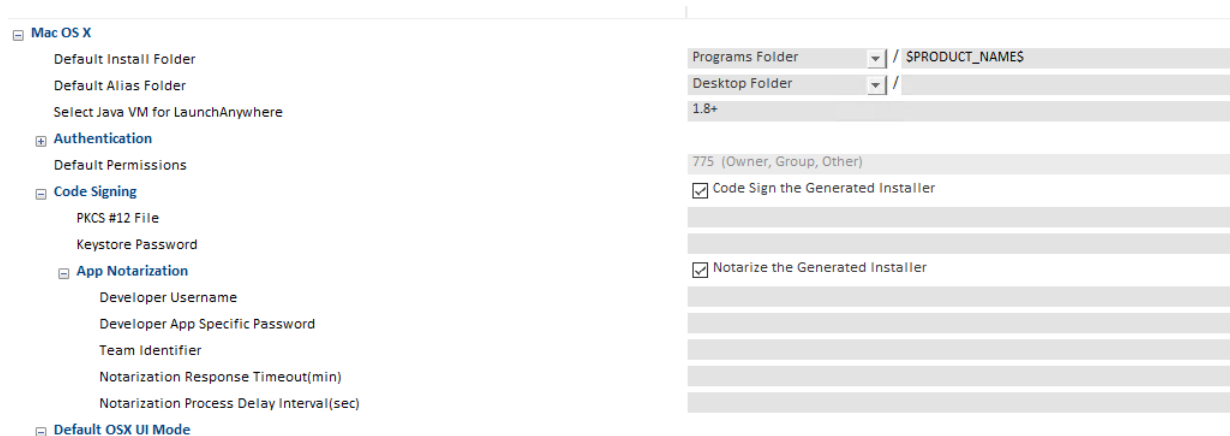 Mac OS X
Default Install Folder Programs Folder / $PRODUCT_NAME$
Default Alias Folder Desktop Folder /
Select Java VM for LaunchAnywhere 1.8+
Authentication
Default Permissions 775 (Owner, Group, Other)
Code Signing Code Sign the Generated Installer
PKCS #12 File
Keystore Password
App Notarization Notarize the Generated Installer
Developer Username
Developer App Specific Password
Team Identifier
Notarization Response Timeout(min)
Notarization Process Delay Interval(sec)
Default OSX UI Mode